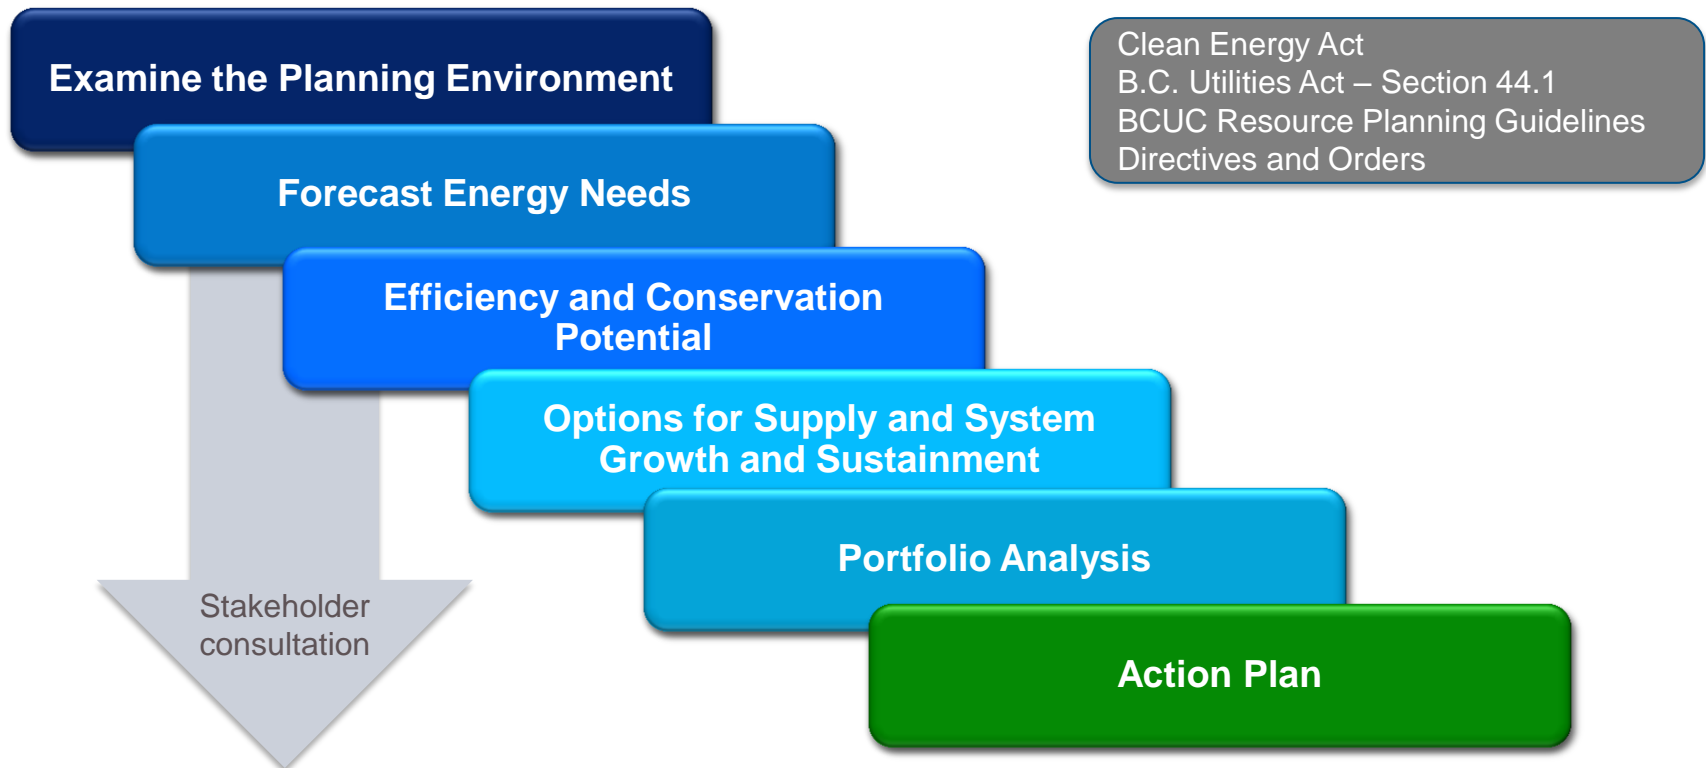 Examine the Planning Environment
Clean Energy Act
B.C. Utilities Act – Section 44.1
BCUC Resource Planning Guidelines
Directives and Orders
Forecast Energy Needs
Efficiency and Conservation
Potential
Options for Supply and System
Growth and Sustainment
Portfolio Analysis
Stakeholder
consultation
Action Plan